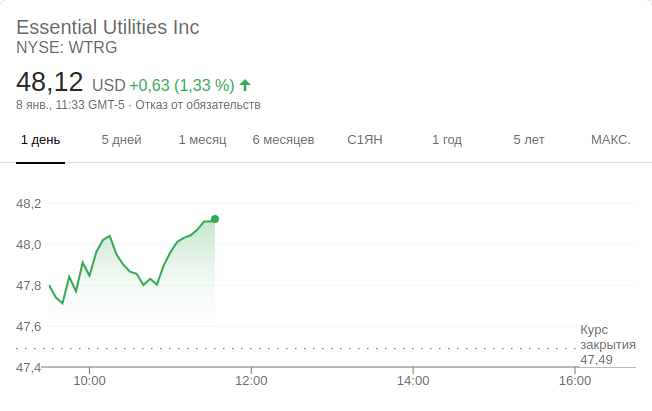 Essential Utilities Inc
NYSE: WTRG
48,12 USD +0,63 (1,33 %)
8 янв., 11:33 GMT-5 · Отказ от обязательств
1 день 5 дней 1 месяц 6 месяцев С1ЯН 1 год 5 лет МАКС.
48,2
48,0
47,8
47,6
Курс
закрытия
47,49
47,4
10:00 12:00 14:00 16:00